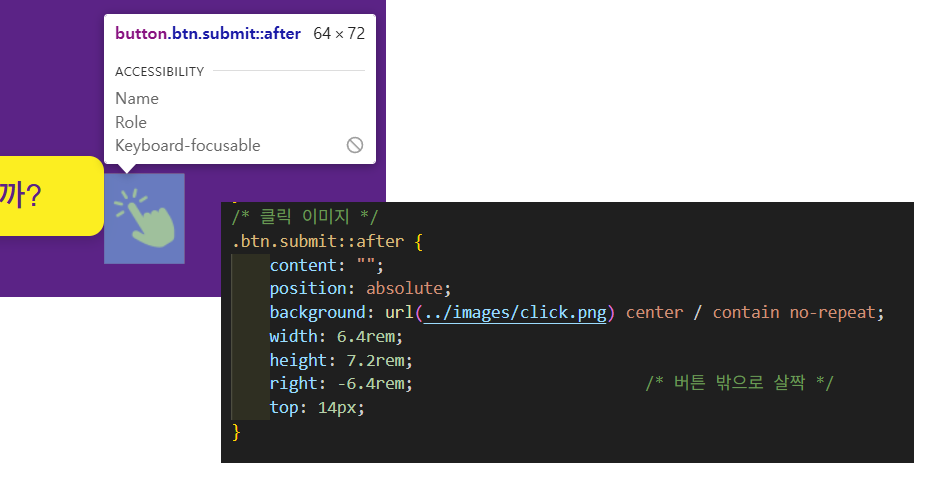 button.btn.submit::after 64 × 72
ACCESSIBILITY
Name
Role
Keyboard-focusable
까?
/* 클릭 이미지 */
.btn.submit::after {
content: "";
position: absolute;
background: url(../images/click.png) center / contain no-repeat;
width: 6.4rem;
height: 7.2rem;
right: -6.4rem; /* 버튼 밖으로 살짝 */
top: 14px;
}